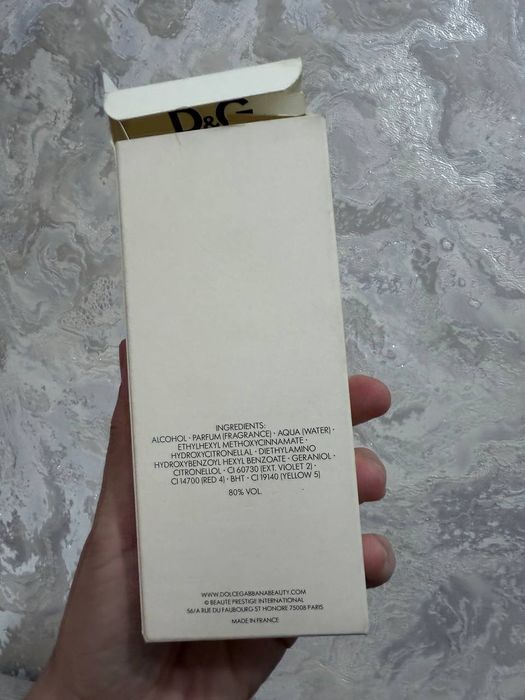 D&G
INGREDIENTS:
ALCOHOL · PARFUM (FRAGRANCE) · AQUA (WATER) ·
ETHYLHEXYL METHOXYCINNAMATE ·
HYDROXYCITRONELLAL · DIETHYLAMINO
HYDROXYBENZOYL HEXYL BENZOATE · GERANIOL ·
CITRONELLOL · CI 60730 (EXT. VIOLET 2) ·
CI 14700 (RED 4) · BHT · CI 19140 (YELLOW 5)
80% VOL.
WWW.DOLCEGABBANABEAUTY.COM
© BEAUTE PRESTIGE INTERNATIONAL
56/A RUE DU FAUBOURG ST HONORE 75008 PARIS
MADE IN FRANCE